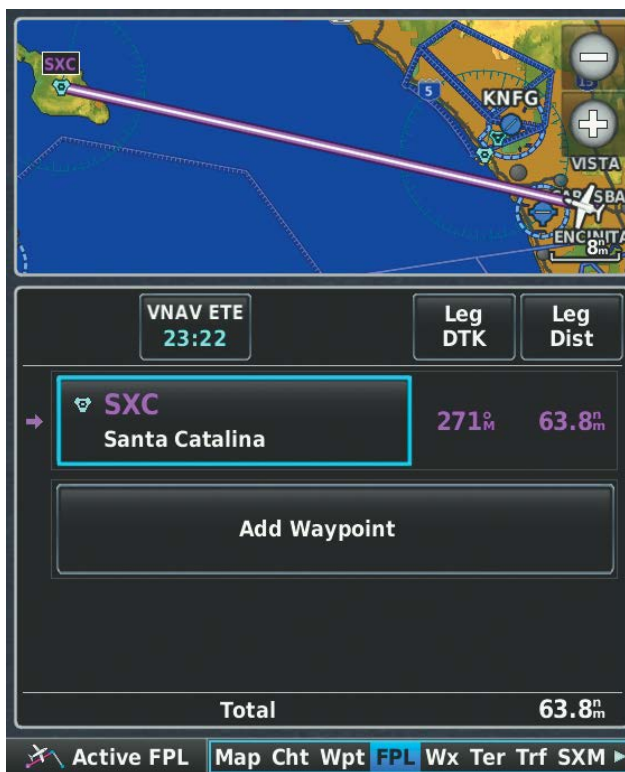 SXC
5
KNFG
VISTA
CARLSBA
ENCINITA
8nm
VNAV ETE
23:22
Leg
DTK
Leg
Dist
SXC
Santa Catalina
271°M
63.8nm
Add Waypoint
Total
63.8nm
Active FPL
Map Cht Wpt FPL Wx Ter Trf SXM